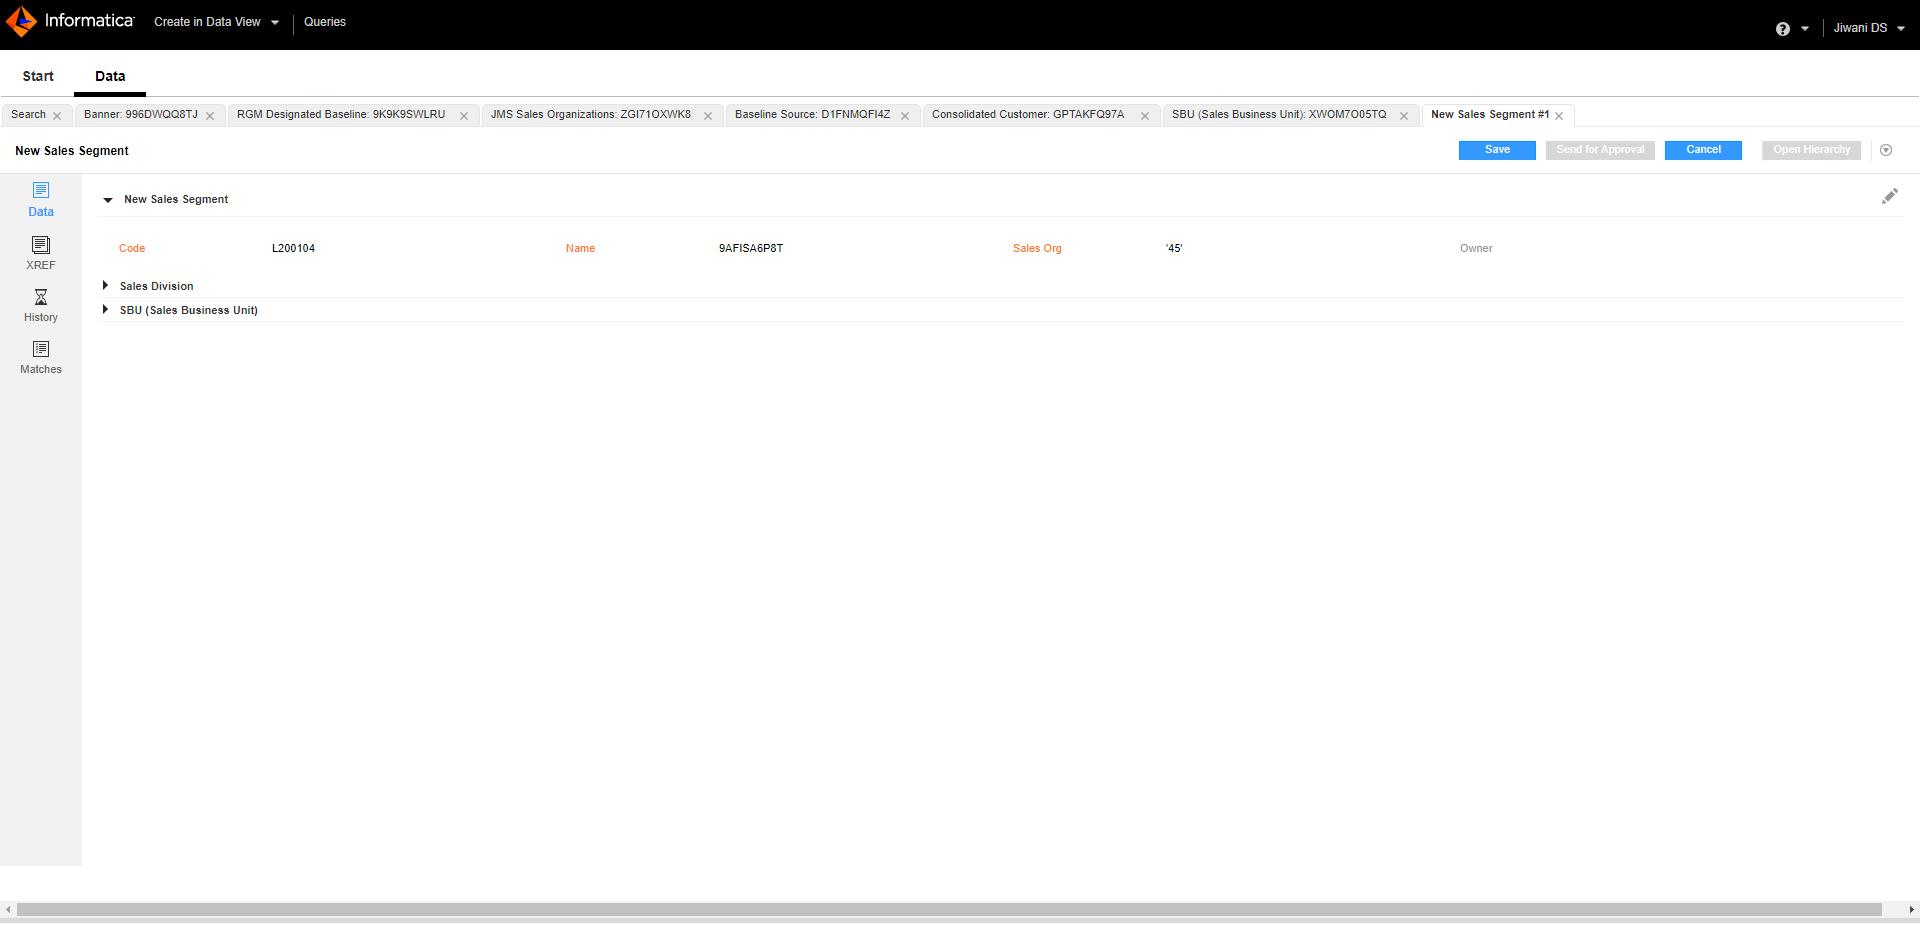 Informatica Create in Data View Queries ? Jiwani DS
Start Data
Search Banner: 996DWQQ8TJ RGM Designated Baseline: 9K9K9SWLRU JMS Sales Organizations: ZGI71OXWK8 Baseline Source: D1FNMQFI4Z Consolidated Customer: GPTAKFQ97A SBU (Sales Business Unit): XWOM7O05TQ New Sales Segment #1
New Sales Segment Save Send for Approval Cancel Open Hierarchy
Data
XREF
History
Matches
New Sales Segment
Code L200104 Name 9AFISA6P8T Sales Org '45' Owner
Sales Division
SBU (Sales Business Unit)